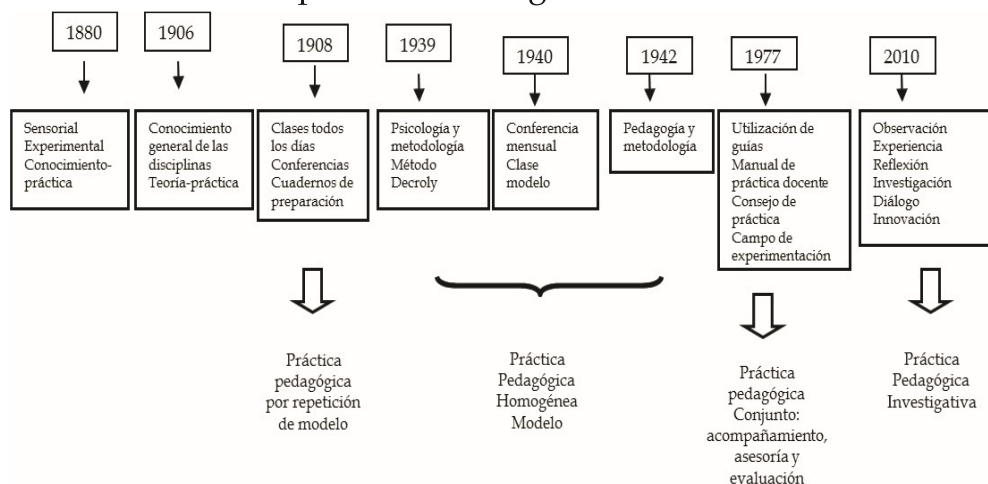 1880
1906
1908
1939
1940
1942
1977
2010
Sensorial
Experimental
Conocimiento-
práctica
Conocimiento
general de las
disciplinas
Teoría-práctica
Clases todos
los días
Conferencias
Cuadernos de
preparación
Psicología y
metodología
Método
Decroly
Conferencia
mensual
Clase
modelo
Pedagogía y
metodología
Utilización de
guías
Manual de
práctica docente
Consejo de
práctica
Campo de
experimentación
Observación
Experiencia
Reflexión
Investigación
Diálogo
Innovación
Práctica
pedagógica
por repetición
de modelo
Práctica
Pedagógica
Homogénea
Modelo
Práctica
pedagógica
Conjunto:
acompañamiento,
asesoría y
evaluación
Práctica
Pedagógica
Investigativa